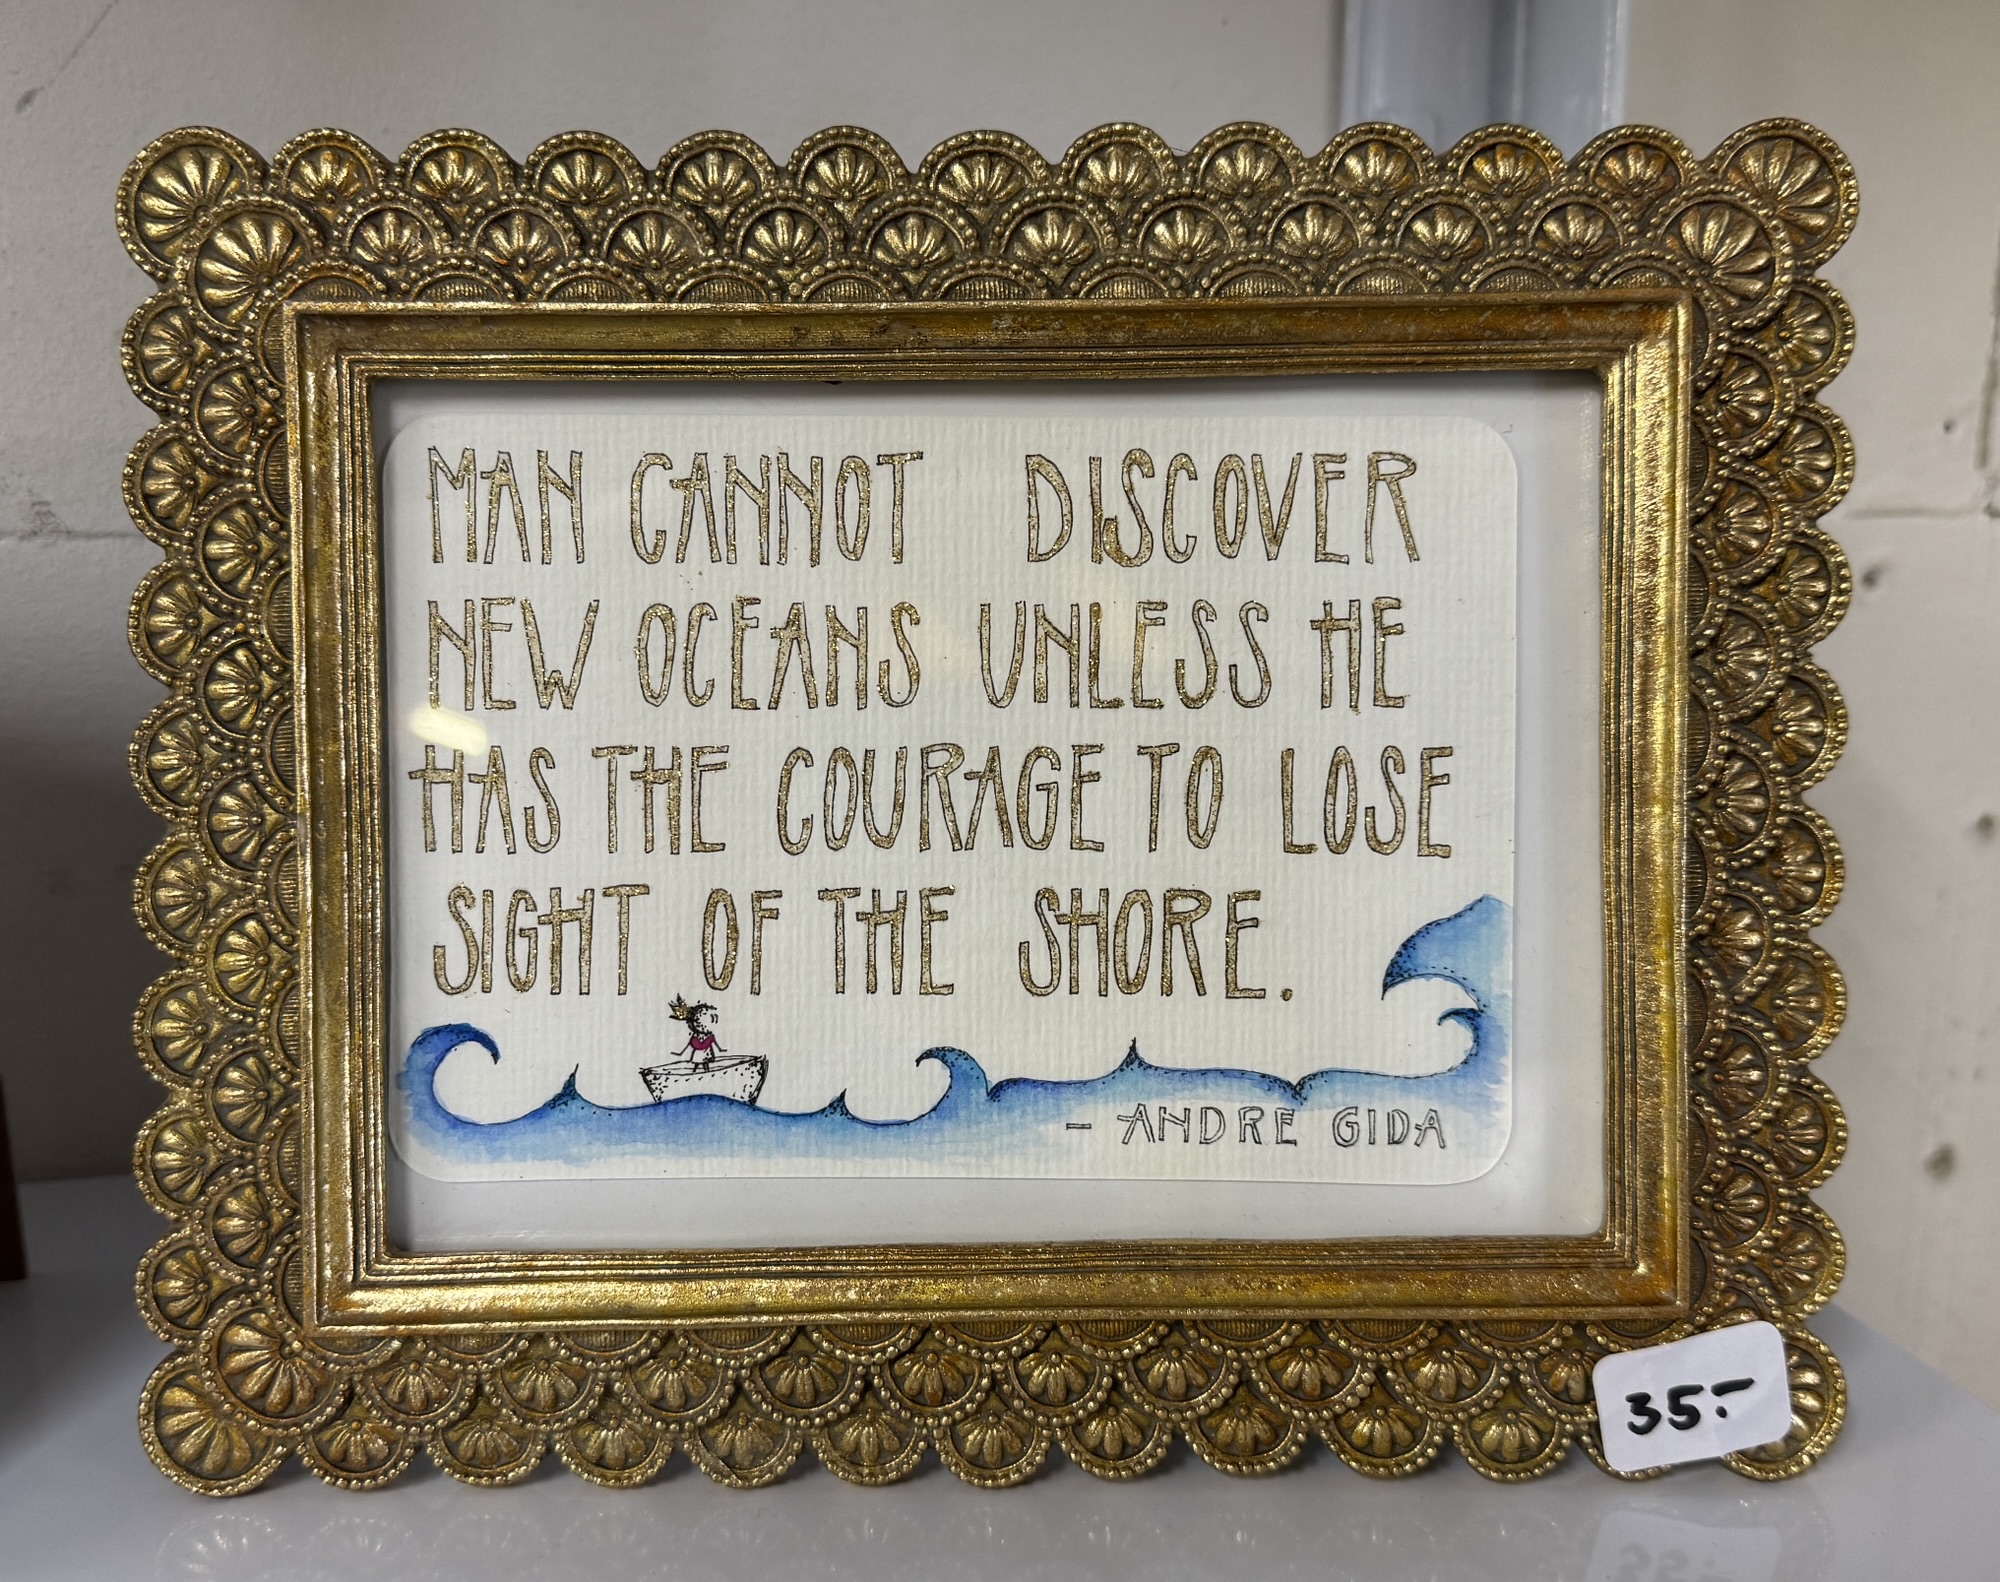 MAN CANNOT DISCOVER
NEW OCEANS UNLESS HE
HAS THE COURAGE TO LOSE
SIGHT OF THE SHORE.
- ANDRE GIDA
35.-